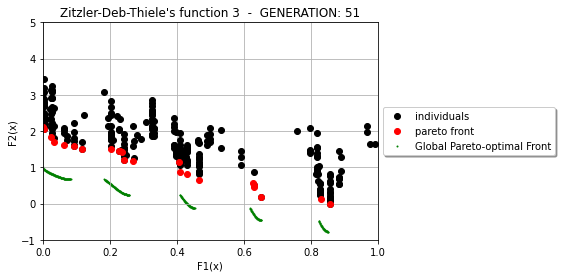 Zitzler-Deb-Thiele's function 3 - GENERATION: 51
5
4
3
2
1
0
−1
F2(x)
0.0 0.2 0.4 0.6 0.8 1.0
F1(x)
individuals
pareto front
Global Pareto-optimal Front